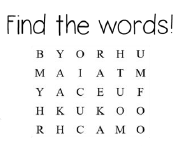 Find the words!
B Y O R H U
M A I A T M
Y A C E U F
H K U K O O
R H C A M O